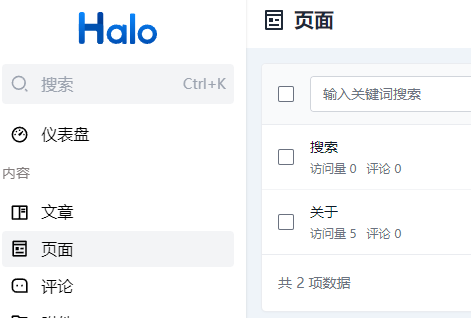 Halo
搜索 Ctrl+K
仪表盘
内容
文章
页面
评论
页面
输入关键词搜索
搜索
访问量 0 评论 0
关于
访问量 5 评论 0
共 2 项数据